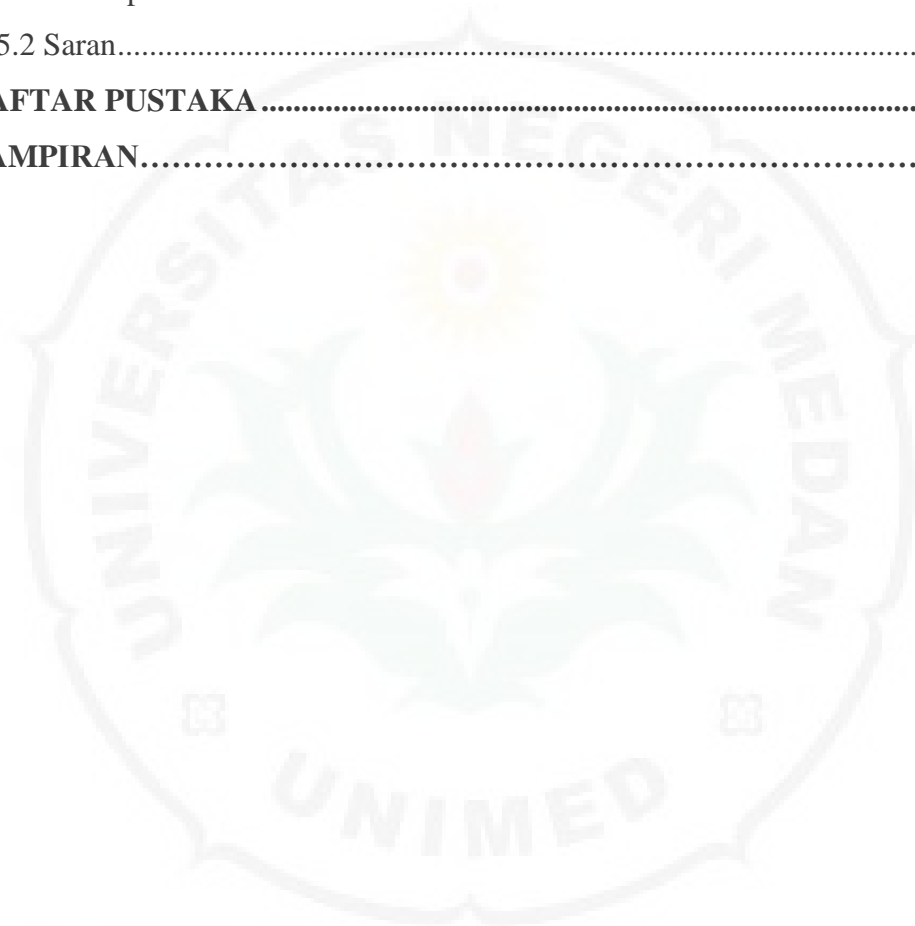 5.2 Saran........................................................................................................
AFTAR PUSTAKA................................................................................
AMPIRAN……………………………………………………………………
UNIVERSITAS NEGERI MEDAN
UNIMED